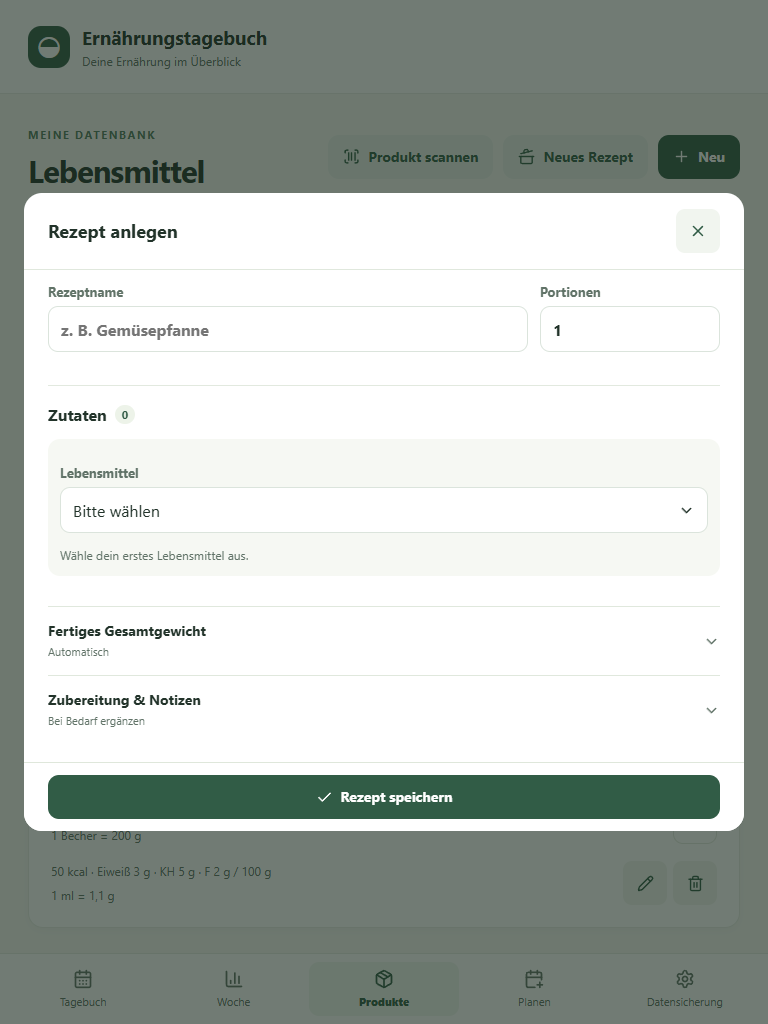 Ernährungstagebuch
Deine Ernährung im Überblick
MEINE DATENBANK
Lebensmittel
Produkt scannen
Neues Rezept
Neu
Rezept anlegen
Rezeptname
Portionen
z. B. Gemüsepfanne
1
Zutaten 0
Lebensmittel
Bitte wählen
Wähle dein erstes Lebensmittel aus.
Fertiges Gesamtgewicht
Automatisch
Zubereitung & Notizen
Bei Bedarf ergänzen
Rezept speichern
1 Becher = 200 g
50 kcal · Eiweiß 3 g · KH 5 g · F 2 g / 100 g
1 ml = 1,1 g
Tagebuch
Woche
Produkte
Planen
Datensicherung